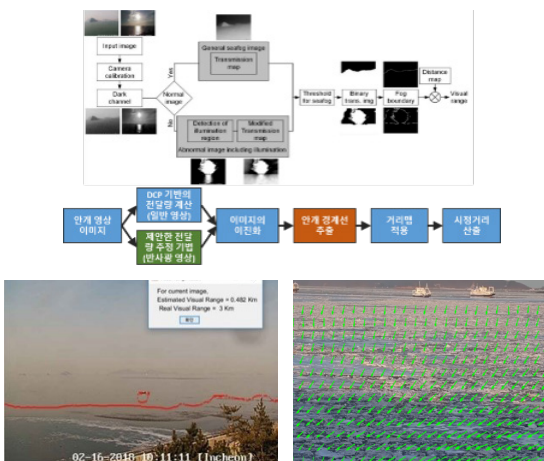 General seafog image
Input image
Transmission
map
Yes
Distance
map
Camera
calibration
Normal
image
Threshold
for seafog
Binary
trans. img
Fog
boundary
Visual
range
Dark
channel
No
Detection of
illumination
region
Modified
Transmission
map
Abnormal image including illumination
DCP 기반의
전달량 계산
(일반 영상)
안개 영상
이미지
이미지의
이진화
안개 경계선
추출
거리맵
적용
시정거리
산출
제안한 전달
량 추정 기법
(반사광 영상)
For current image,
Estimated Visual Range = 0.482 Km
Real Visual Range = 3 Km
확인
02-16-2018 10:11:11 [Incheon]